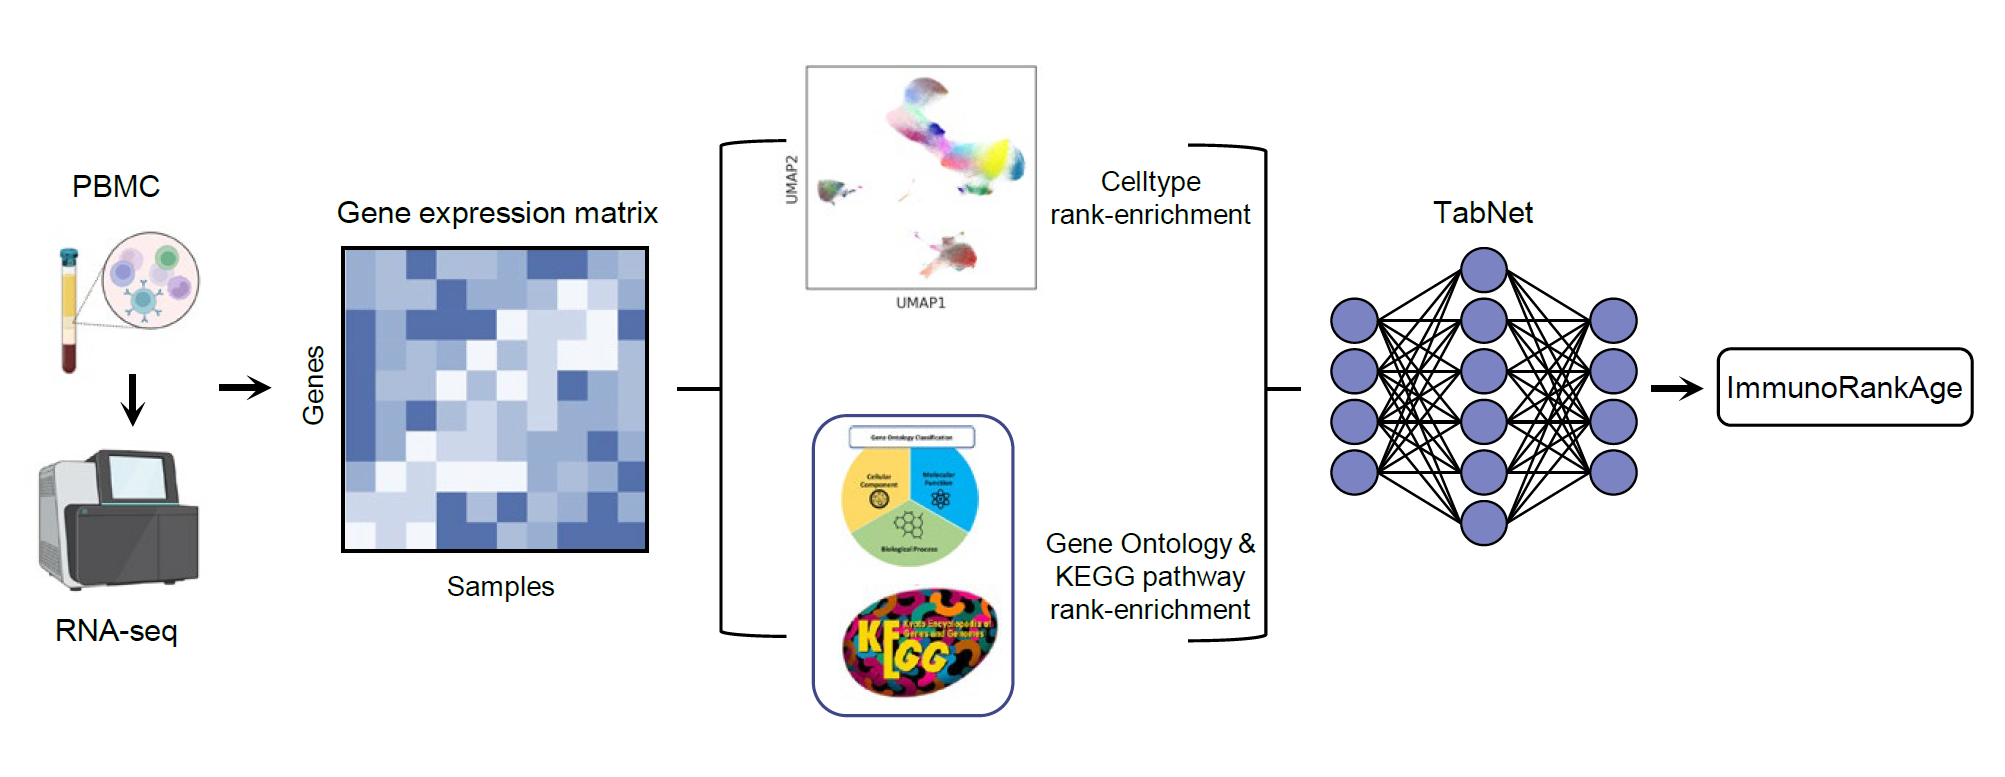 PBMC
RNA-seq
Gene expression matrix
Genes
Samples
UMAP2
UMAP1
Celltype
rank-enrichment
Gene Ontology Classification
Cellular
Component
Molecular
Function
Biological Process
KEGG
Kyoto Encyclopedia of
Genes and Genomes
Gene Ontology &
KEGG pathway
rank-enrichment
TabNet
ImmunoRankAge